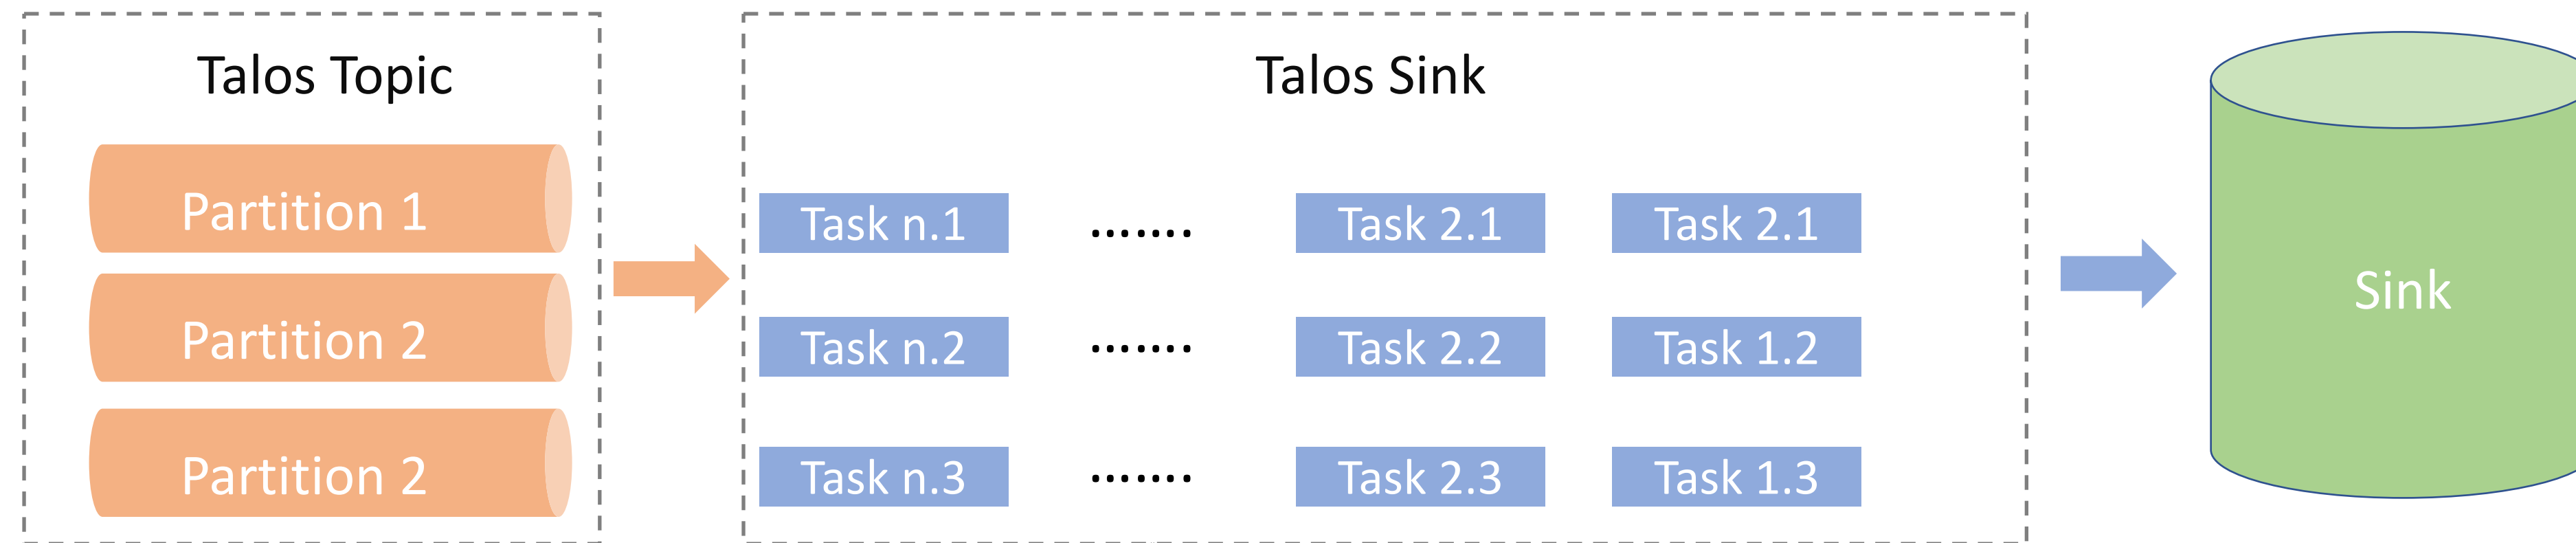 Talos Topic
Partition 1
Partition 2
Partition 2
Talos Sink
Task n.1 ....... Task 2.1 Task 2.1
Task n.2 ....... Task 2.2 Task 1.2
Task n.3 ....... Task 2.3 Task 1.3
Sink